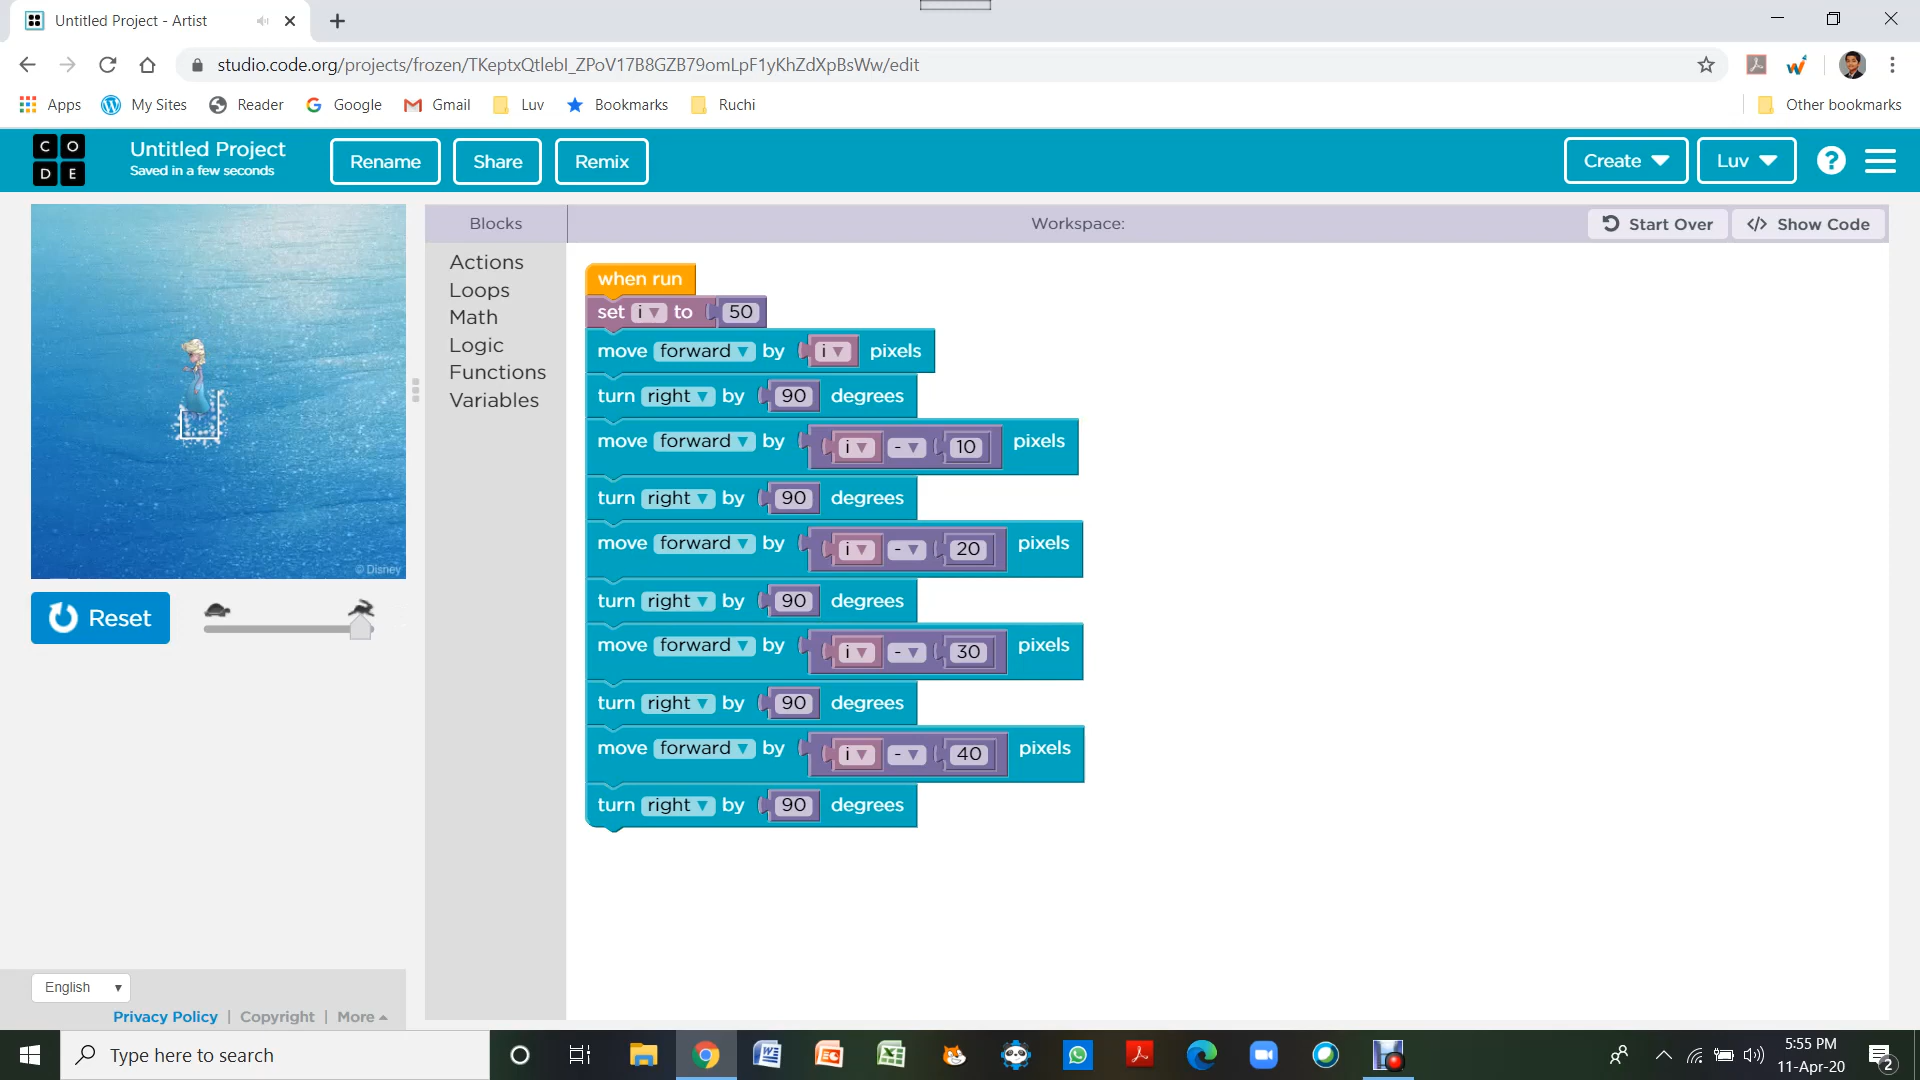 Untitled Project - Artist
studio.code.org/projects/frozen/TKeptxQtlebI_ZPoV17B8GZB79omLpF1yKhZdXpBsWw/edit
Apps My Sites Reader Google Gmail Luv Bookmarks Ruchi Other bookmarks
C O D E
Untitled Project
Saved in a few seconds
Rename Share Remix Create Luv ?
Blocks Workspace: Start Over </> Show Code
Actions
Loops
Math
Logic
Functions
Variables
when run
set i to 50
move forward by i pixels
turn right by 90 degrees
move forward by i - 10 pixels
turn right by 90 degrees
move forward by i - 20 pixels
turn right by 90 degrees
move forward by i - 30 pixels
turn right by 90 degrees
move forward by i - 40 pixels
turn right by 90 degrees
© Disney
Reset
English
Privacy Policy | Copyright | More
Type here to search
5:55 PM
11-Apr-20
2